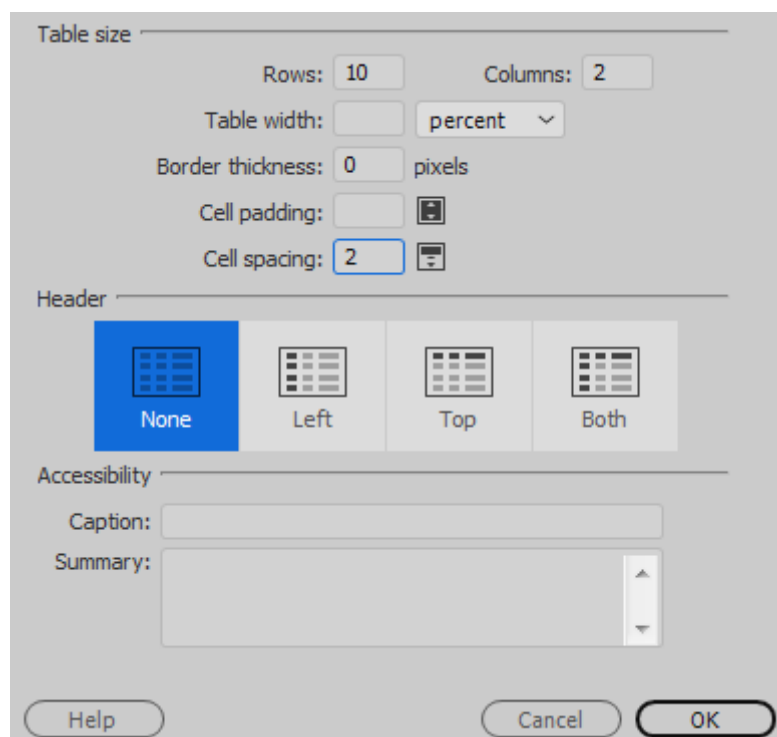 Table size
Rows: 10 Columns: 2
Table width: percent
Border thickness: 0 pixels
Cell padding:
Cell spacing: 2
Header
None Left Top Both
Accessibility
Caption:
Summary:
Help Cancel OK